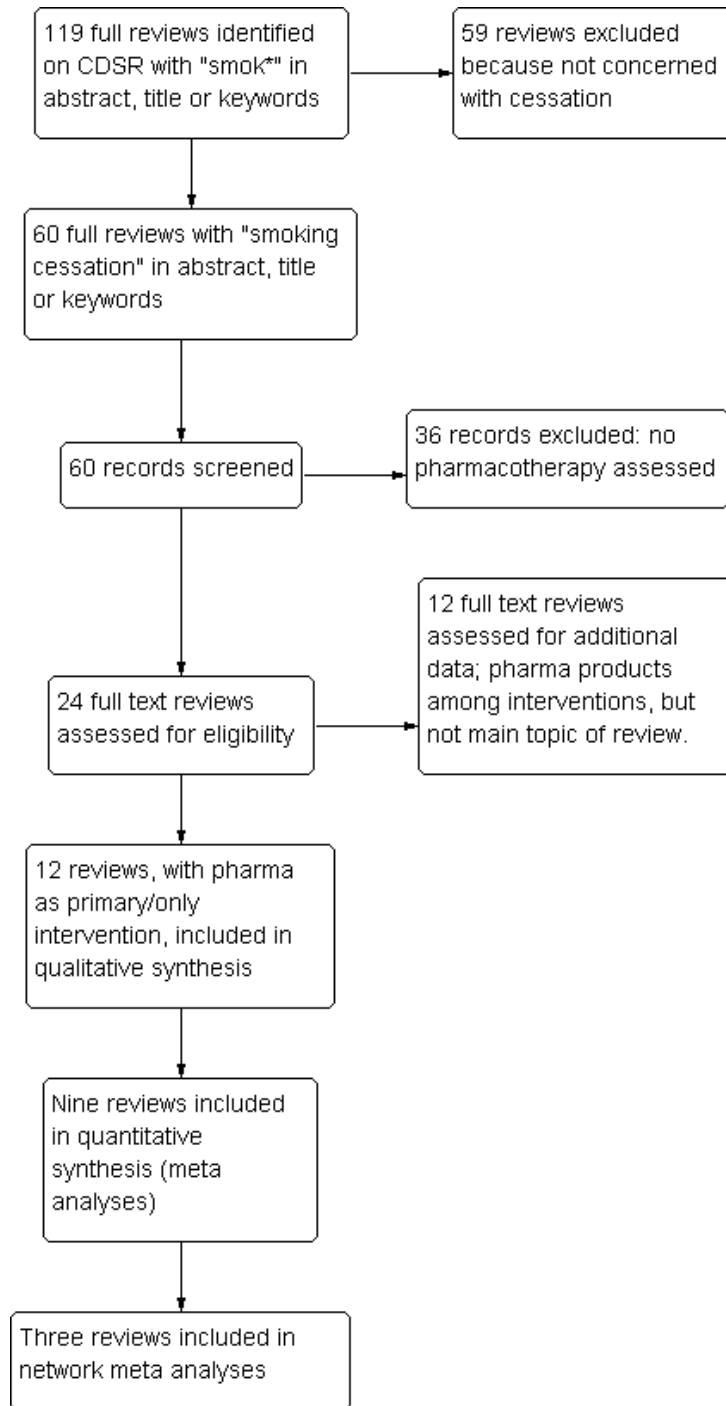 119 full reviews identified
on CDSR with "smok*" in
abstract, title or keywords
59 reviews excluded
because not concerned
with cessation
60 full reviews with "smoking
cessation" in abstract, title
or keywords
60 records screened
36 records excluded: no
pharmacotherapy assessed
24 full text reviews
assessed for eligibility
12 full text reviews
assessed for additional
data; pharma products
among interventions, but
not main topic of review.
12 reviews, with pharma
as primary/only
intervention, included in
qualitative synthesis
Nine reviews included
in quantitative
synthesis (meta
analyses)
Three reviews included in
network meta analyses